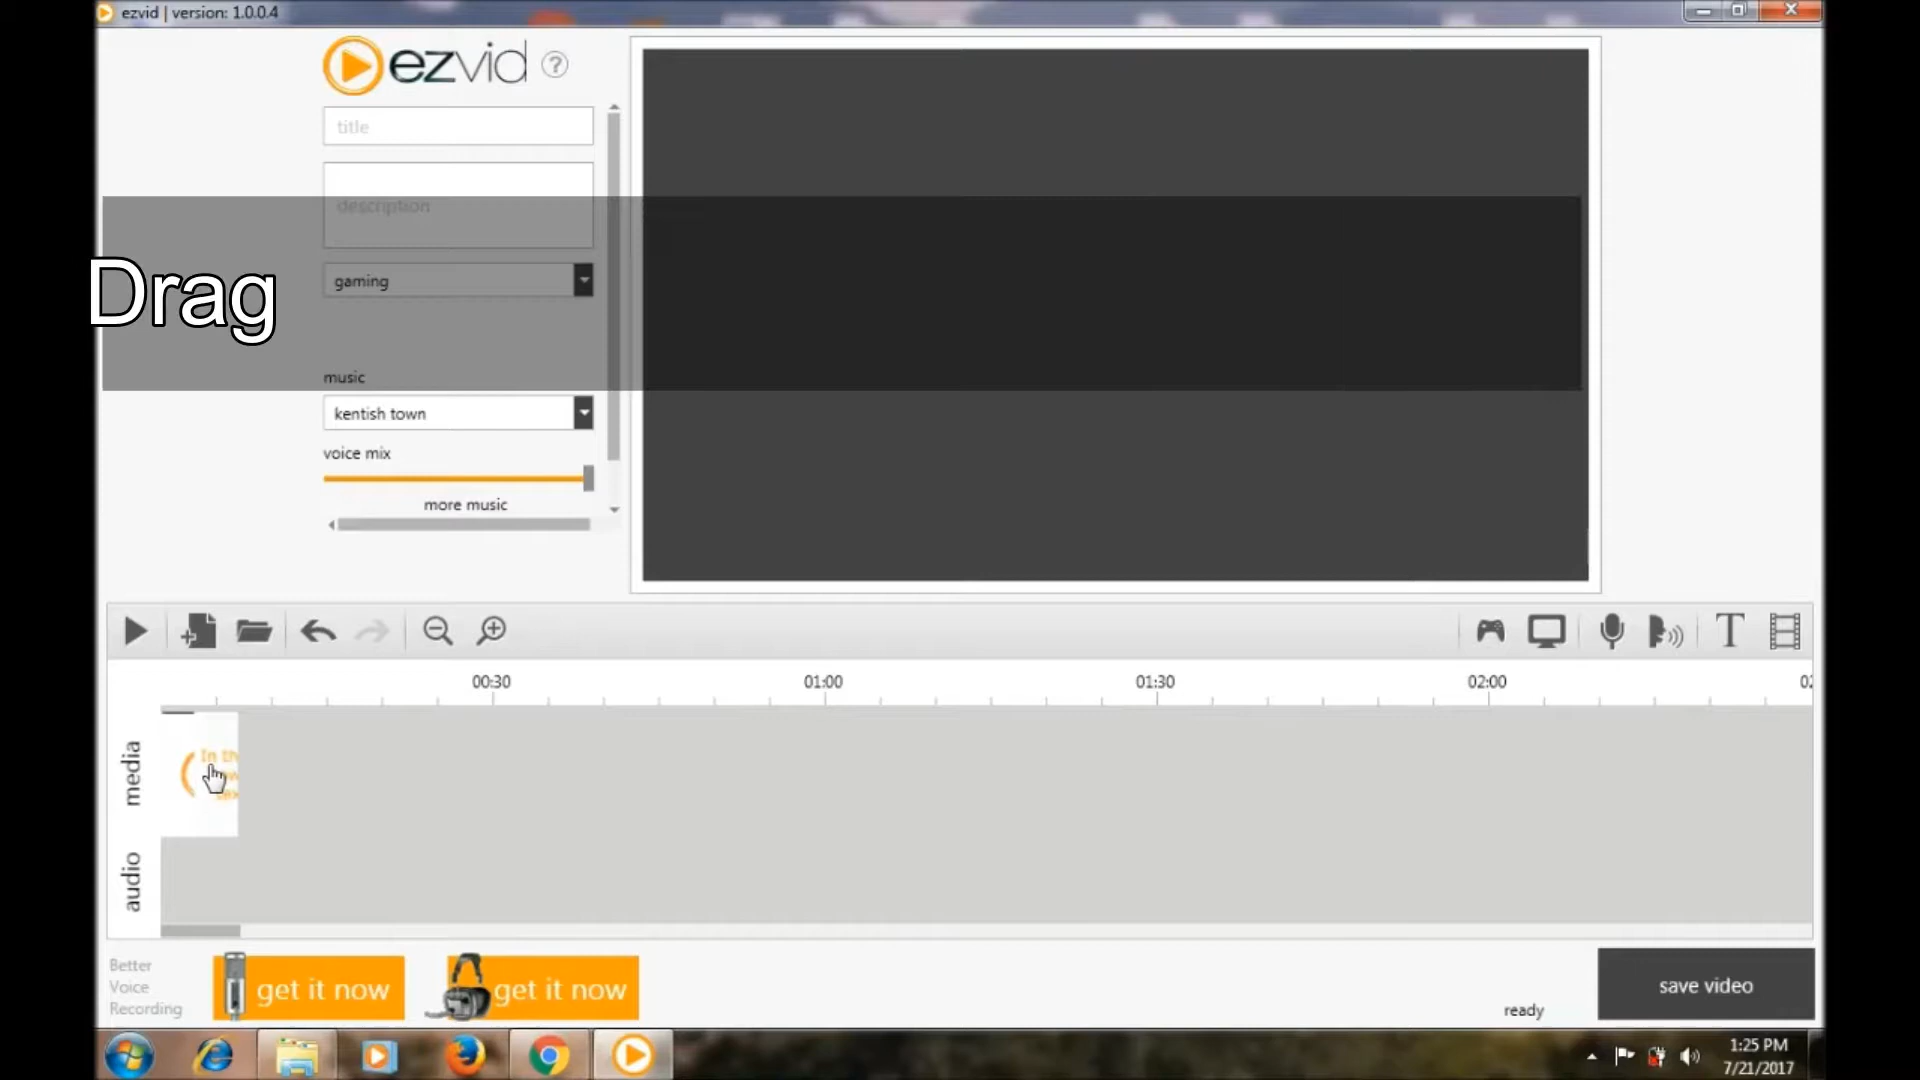 ezvid | version: 1.0.0.4
ezvid ?
title
description
Drag
gaming
music
kentish town
voice mix
more music
00:30
01:00
01:30
02:00
media
In th
audio
Better
Voice
Recording
get it now
get it now
save video
ready
1:25 PM
7/21/2017